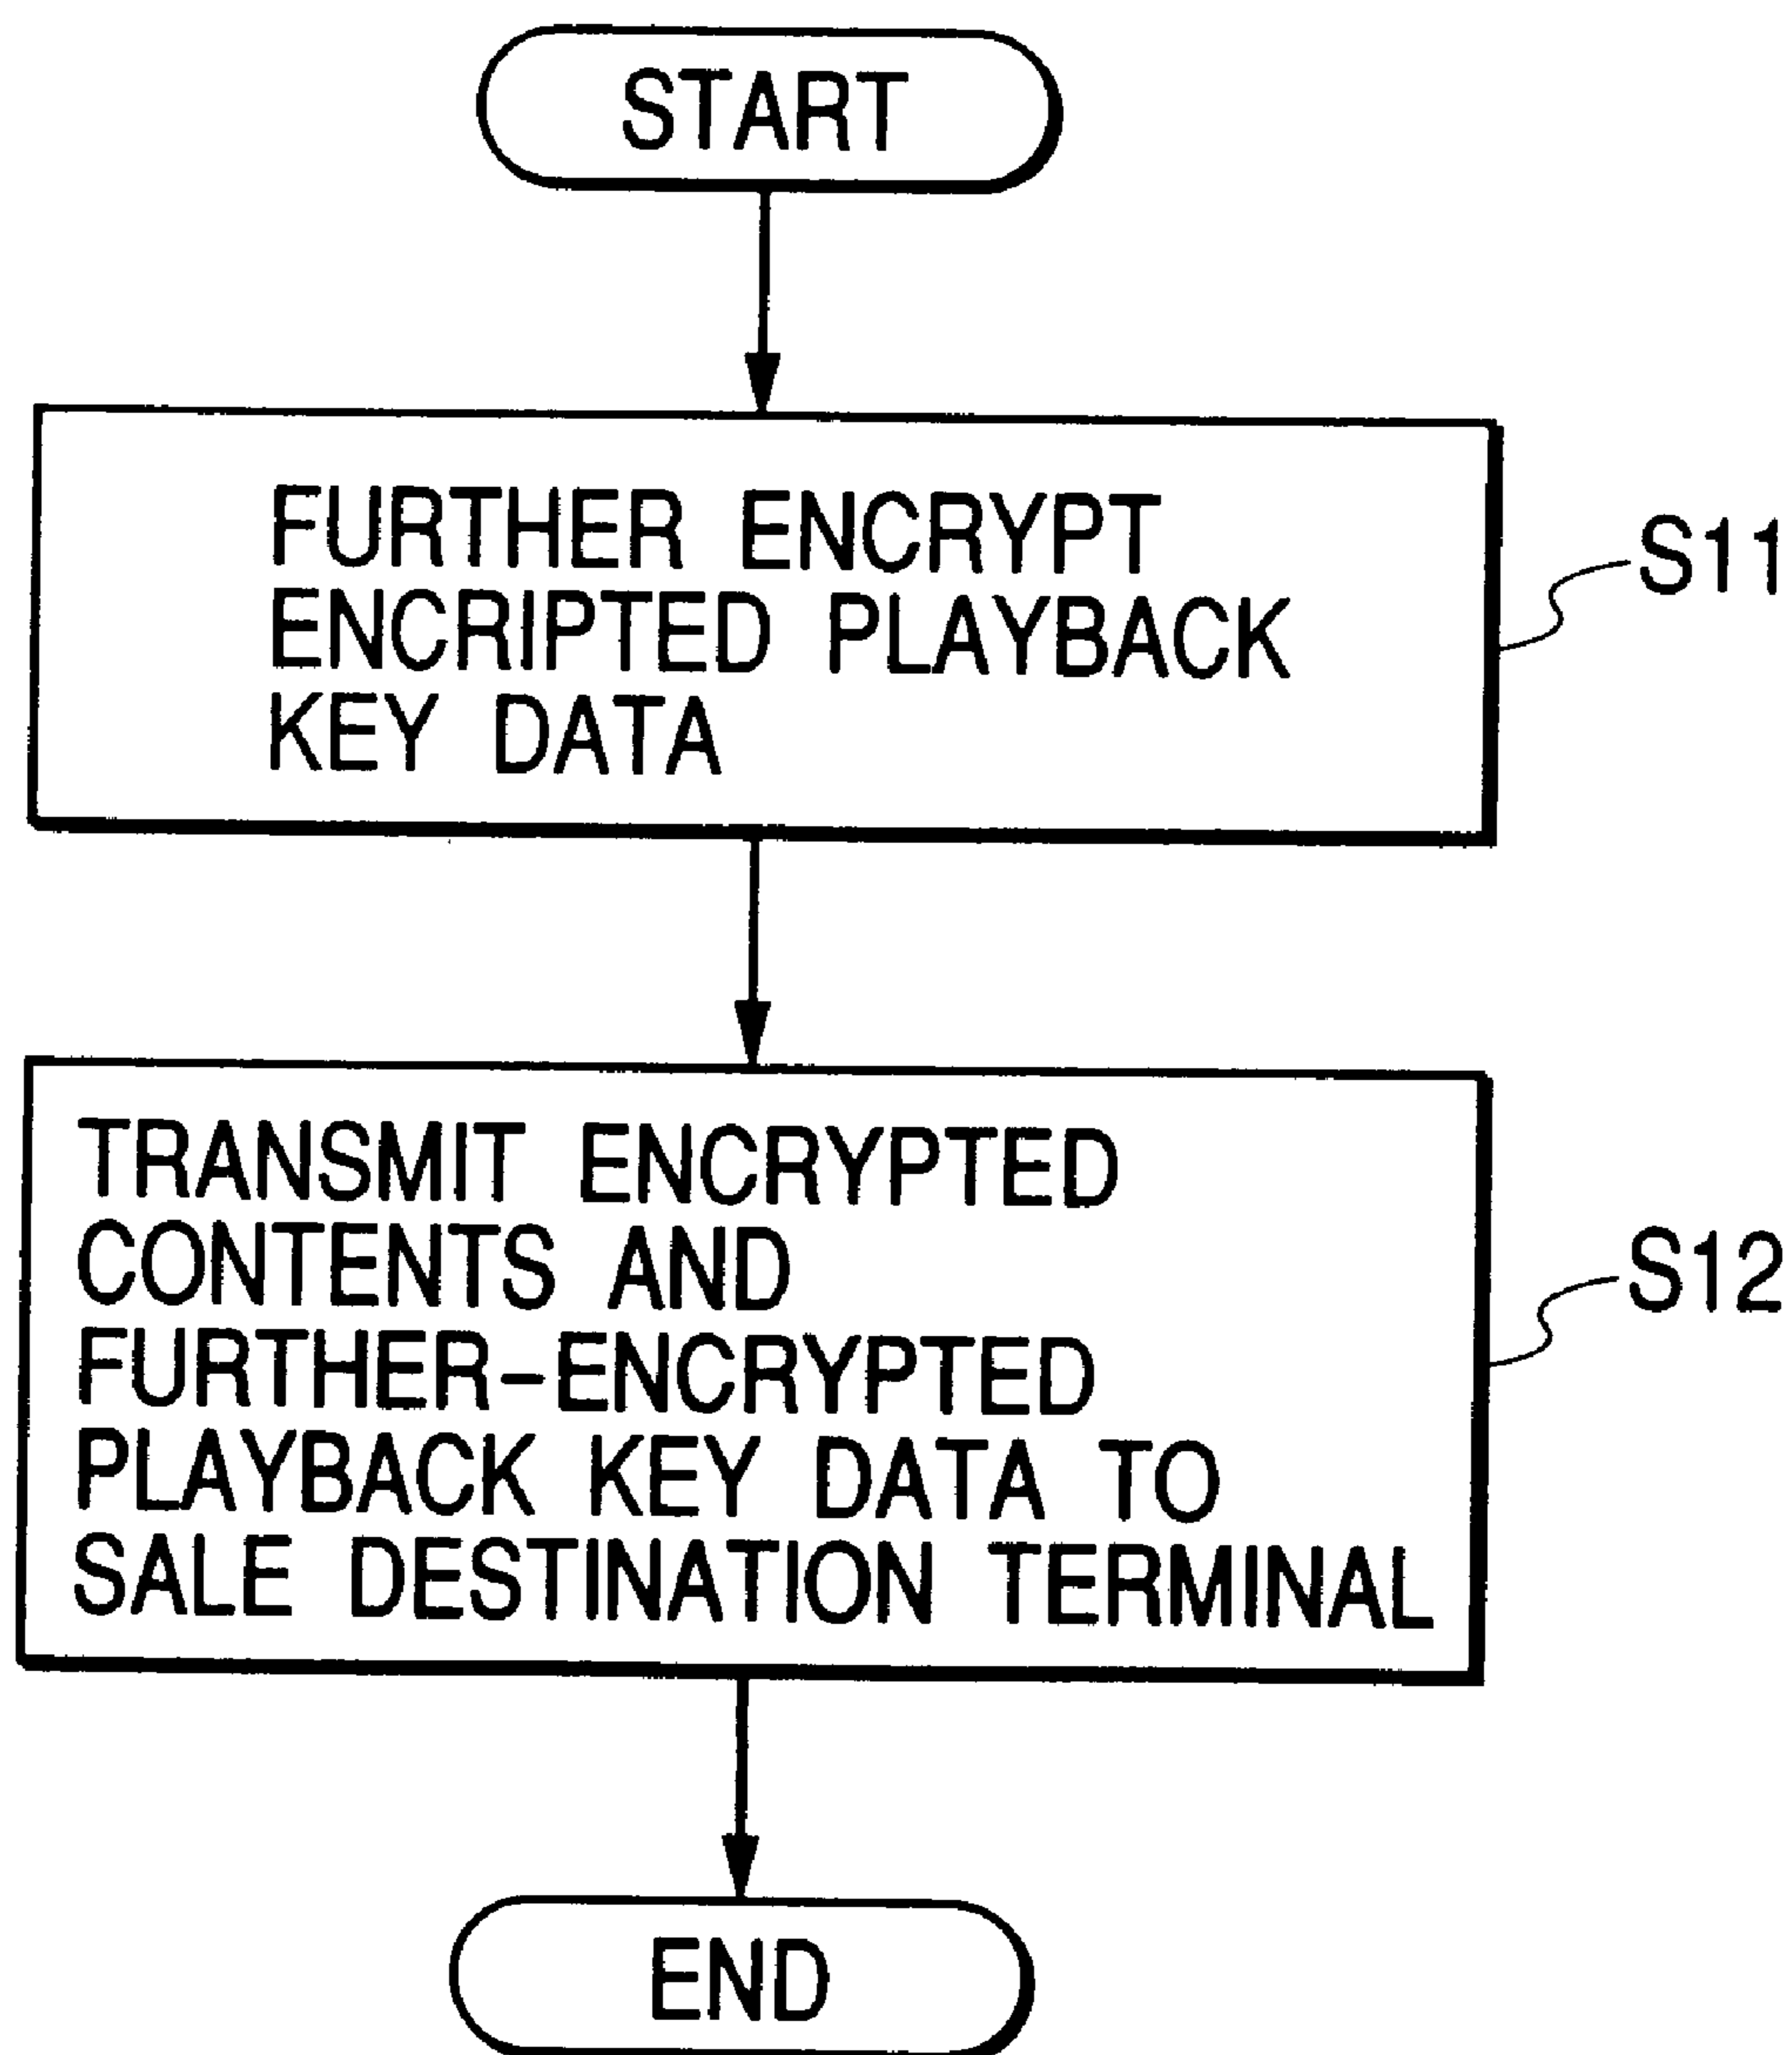 START
FURTHER ENCRYPT
ENCRIPTED PLAYBACK
KEY DATA
S11
TRANSMIT ENCRYPTED
CONTENTS AND
FURTHER-ENCRYPTED
PLAYBACK KEY DATA TO
SALE DESTINATION TERMINAL
S12
END